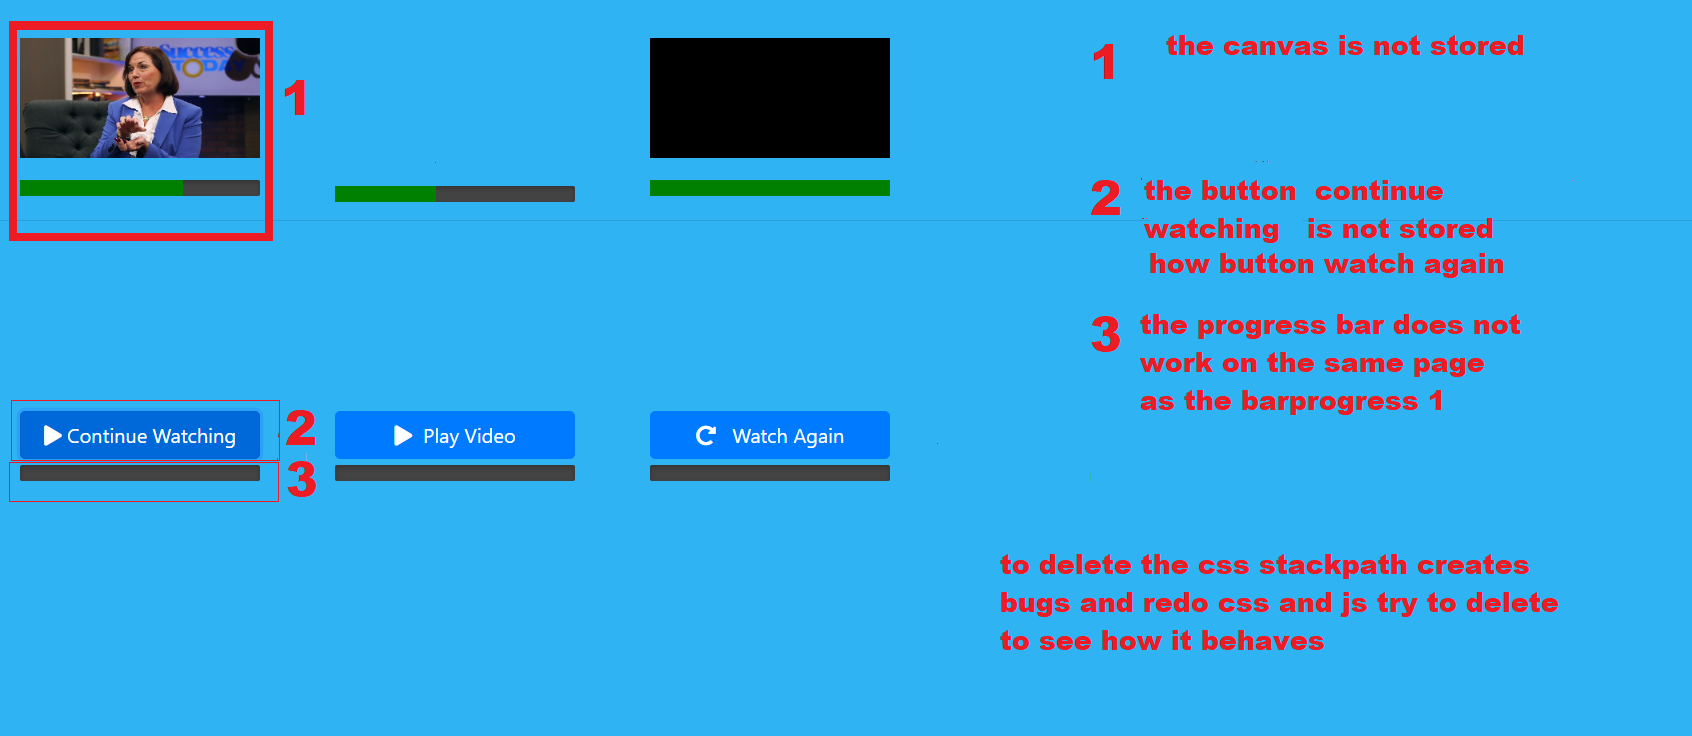 Success
TODAY
1
1 the canvas is not stored
2 the button continue
watching is not stored
how button watch again
3 the progress bar does not
work on the same page
as the barprogress 1
Continue Watching
2
Play Video
Watch Again
3
to delete the css stackpath creates
bugs and redo css and js try to delete
to see how it behaves